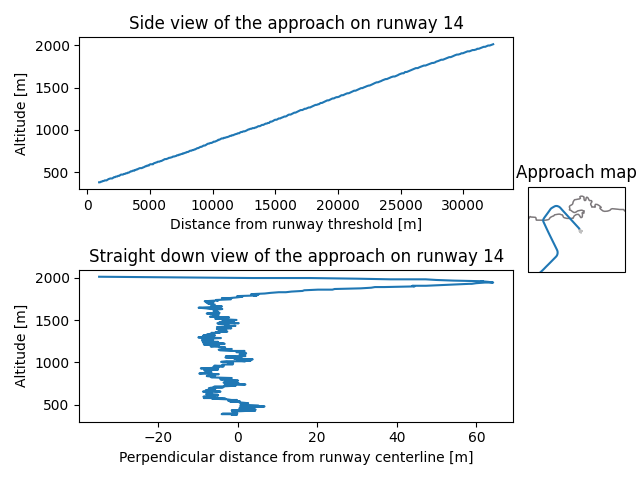 Side view of the approach on runway 14
Altitude [m]
2000
1500
1000
500
0 5000 10000 15000 20000 25000 30000
Distance from runway threshold [m]
Approach map
Straight down view of the approach on runway 14
Altitude [m]
2000
1500
1000
500
−20 0 20 40 60
Perpendicular distance from runway centerline [m]